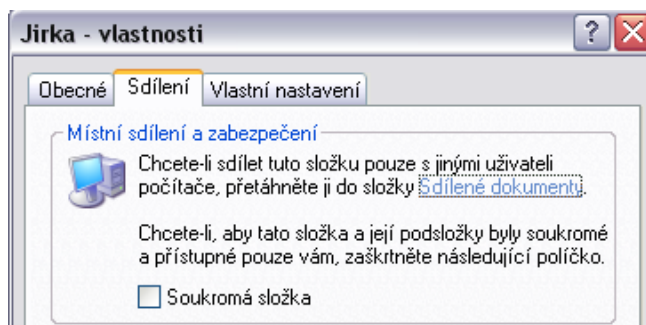 Jirka - vlastnosti
Obecné Sdílení Vlastní nastavení
Místní sdílení a zabezpečení
Chcete-li sdílet tuto složku pouze s jinými uživateli
počítače, přetáhněte ji do složky Sdílené dokumenty.
Chcete-li, aby tato složka a její podsložky byly soukromé
a přístupné pouze vám, zaškrtněte následující políčko.
Soukromá složka